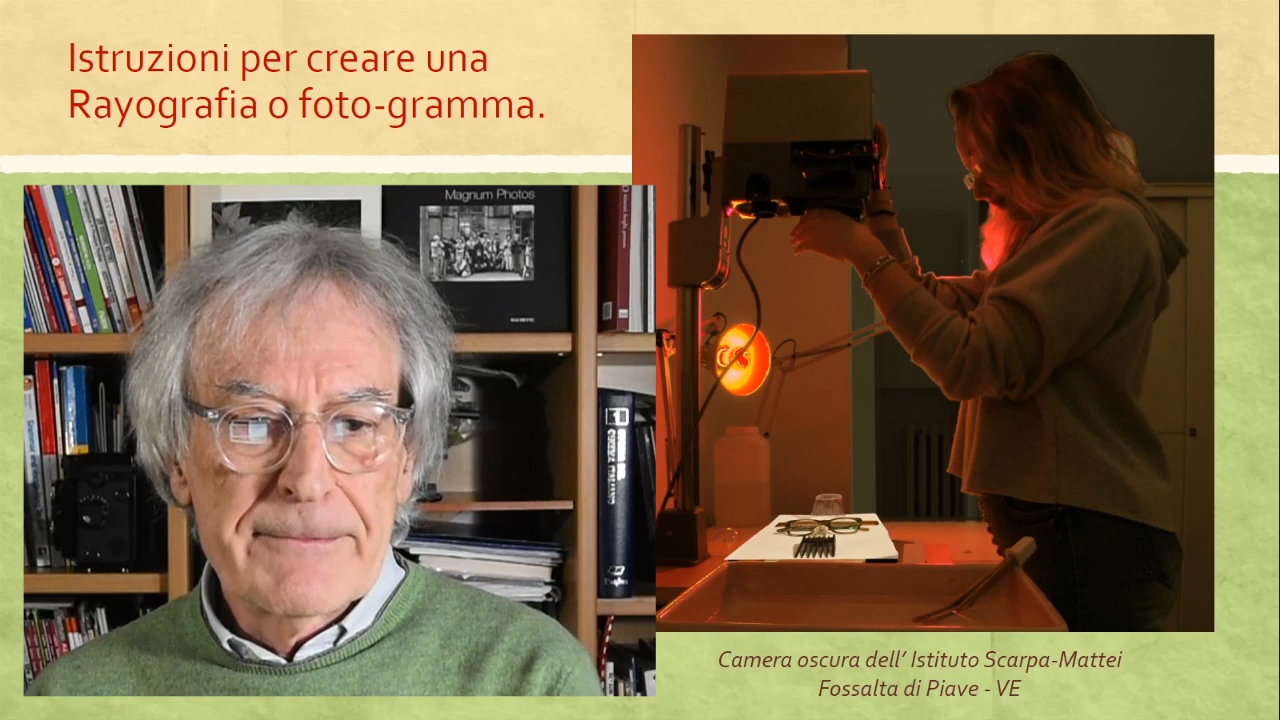 Istruzioni per creare una
Rayografia o foto-gramma.
Magnum Photos
Camera oscura dell' Istituto Scarpa-Mattei
Fossalta di Piave - VE